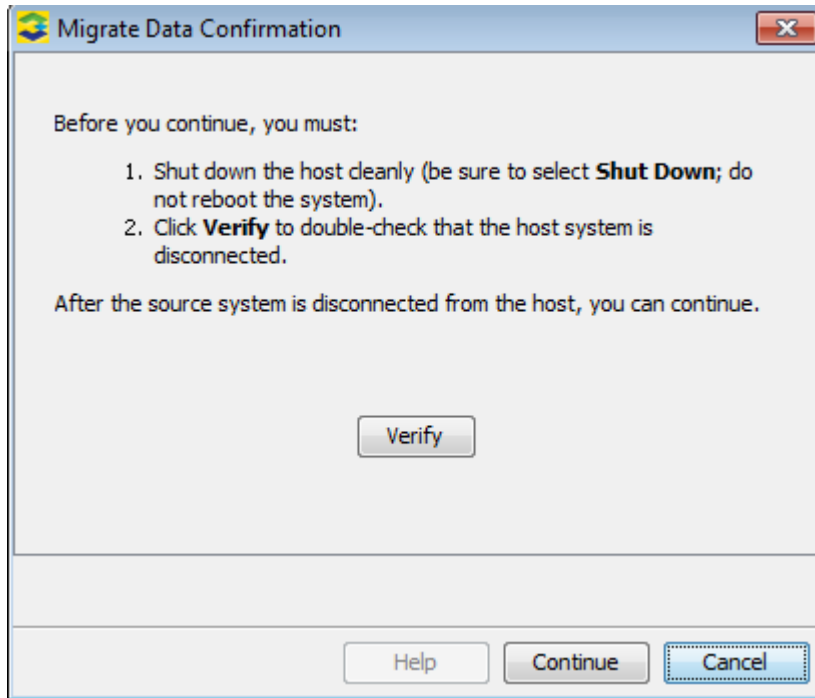 Migrate Data Confirmation
Before you continue, you must:
1. Shut down the host cleanly (be sure to select Shut Down; do
not reboot the system).
2. Click Verify to double-check that the host system is
disconnected.
After the source system is disconnected from the host, you can continue.
Verify
Help Continue Cancel